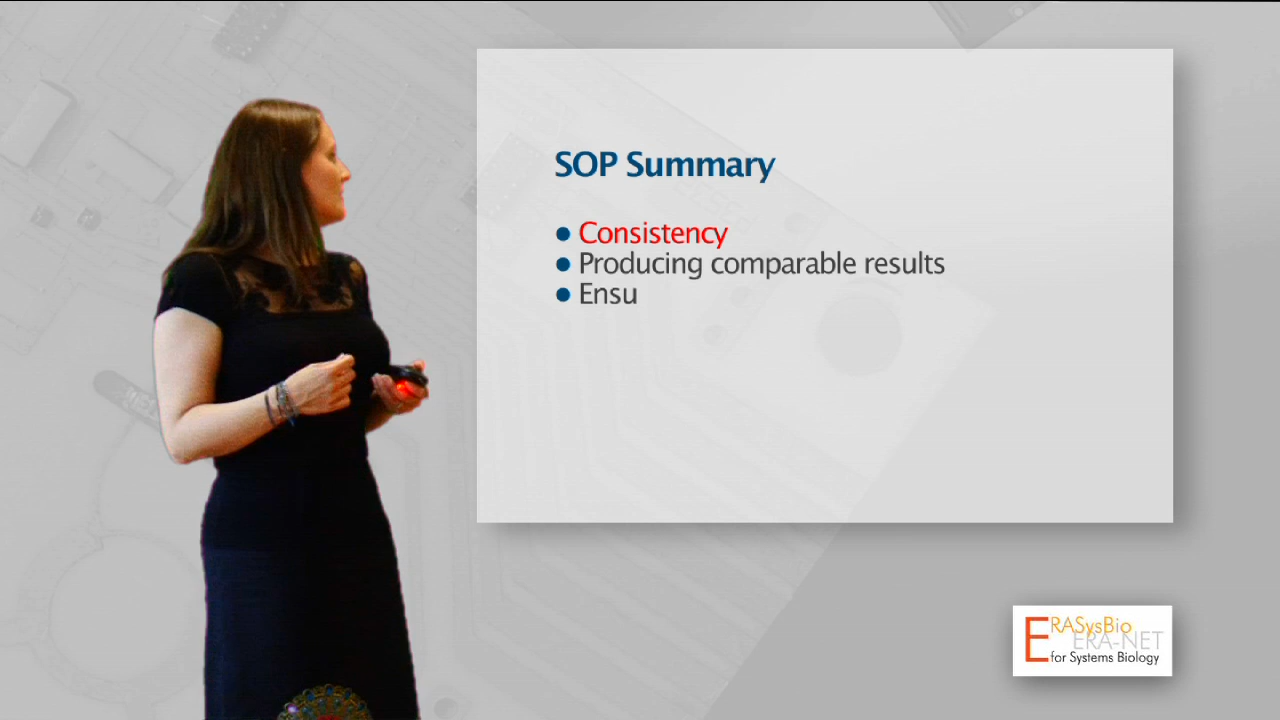 SOP Summary
Consistency
Producing comparable results
Ensu
ERASysBio
ERA-NET
for Systems Biology